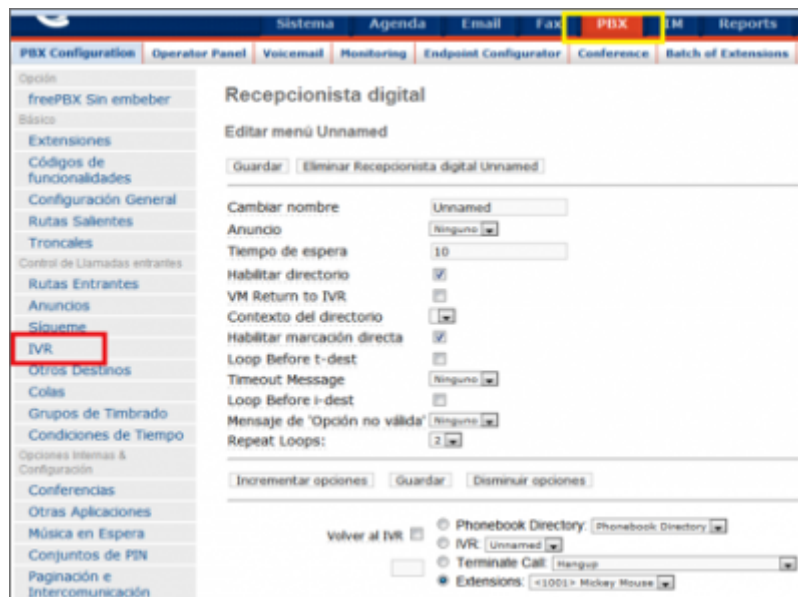 Sistema Agenda Email Fax PBX IM Reports
PBX Configuration Operator Panel Voicemail Monitoring Endpoint Configurator Conference Batch of Extensions
Opción
freePBX Sin embeber
Básico
Extensiones
Códigos de
funcionalidades
Configuración General
Rutas Salientes
Troncales
Control de Llamadas entrantes
Rutas Entrantes
Anuncios
Sígueme
IVR
Otros Destinos
Colas
Grupos de Timbrado
Condiciones de Tiempo
Opciones Internas &
Configuración
Conferencias
Otras Aplicaciones
Música en Espera
Conjuntos de PIN
Paginación e
Intercomunicación
Recepcionista digital
Editar menú Unnamed
Guardar Eliminar Recepcionista digital Unnamed
Cambiar nombre Unnamed
Anuncio Ninguno
Tiempo de espera 10
Habilitar directorio
VM Return to IVR
Contexto del directorio
Habilitar marcación directa
Loop Before t-dest
Timeout Message Ninguno
Loop Before i-dest
Mensaje de 'Opción no válida' Ninguno
Repeat Loops: 2
Incrementar opciones Guardar Disminuir opciones
Volver al IVR
Phonebook Directory: Phonebook Directory
IVR: Unnamed
Terminate Call: Hangup
Extensions: <1001> Mickey Mouse